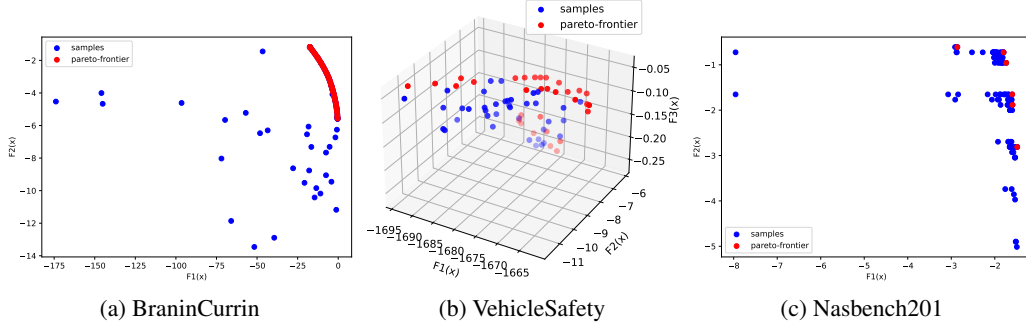 samples
pareto-frontier
−2
−4
−6
−8
−10
−12
−14
F2(x)
−175
−150
−125
−100
−75
−50
−25
0
F1(x)
(a) BraninCurrin
samples
pareto-frontier
−0.05
−0.10
−0.15
−0.20
−0.25
F3(x)
−6
−7
−8
−9
−10
−11
F2(x)
−1695
−1690
−1685
−1680
−1675
−1670
−1665
F1(x)
(b) VehicleSafety
−1
−2
−3
−4
−5
F2(x)
samples
pareto-frontier
−8
−7
−6
−5
−4
−3
−2
F1(x)
(c) Nasbench201